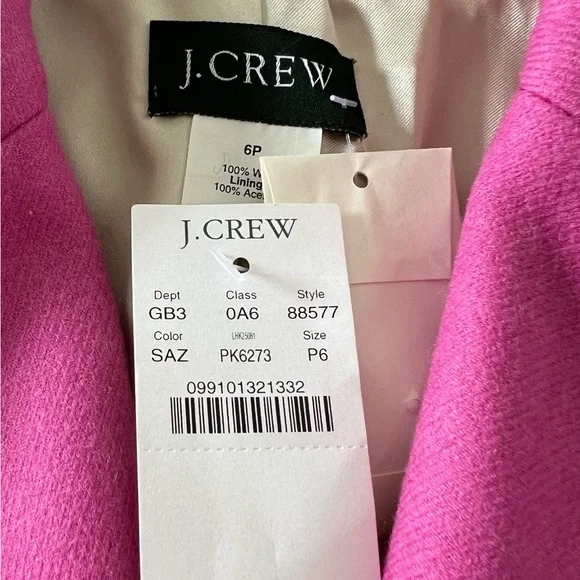 J.CREW
6P
100% W
Lining
100% Ace
J.CREW
Dept Class Style
GB3 0A6 88577
Color LHK25081 Size
SAZ PK6273 P6
099101321332